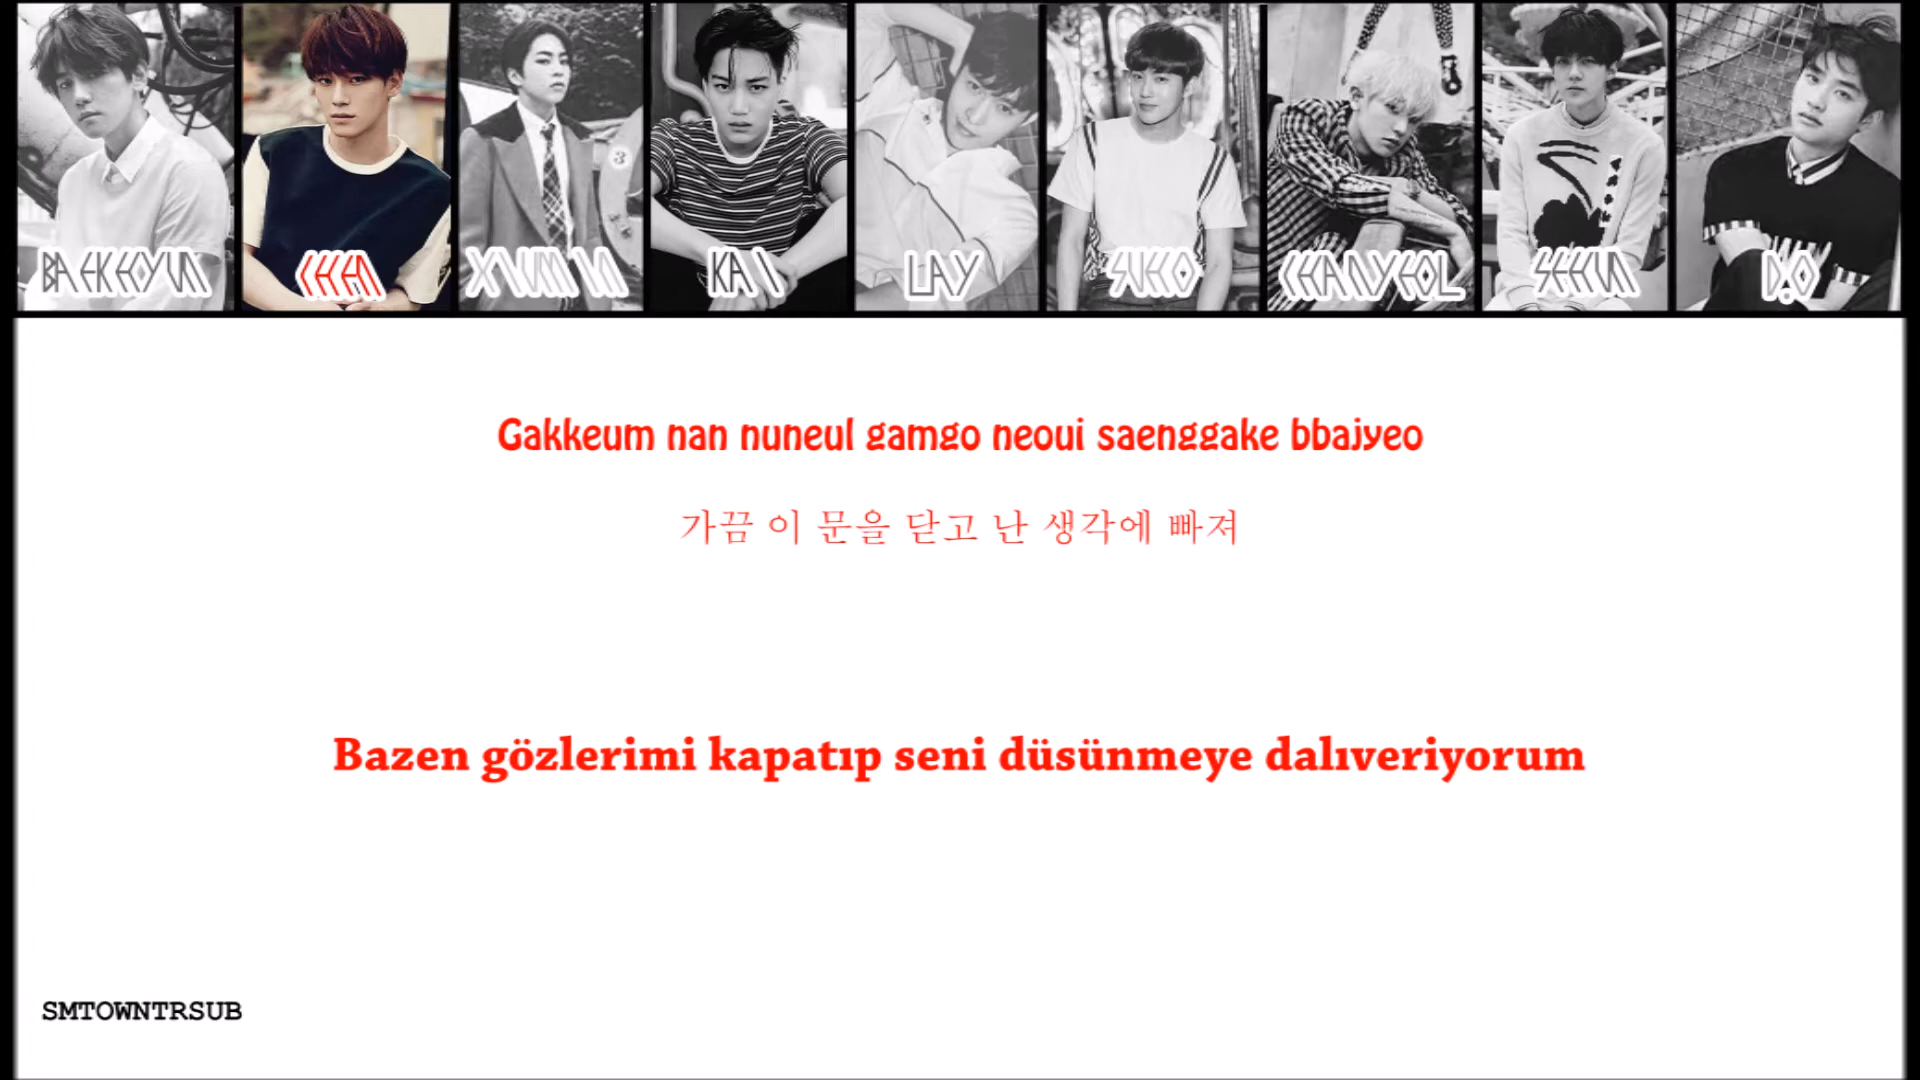 BAEKHYUN CHEN XIUMIN KAI LAY SUHO CHANYEOL SEHUN D.O
Gakkeum nan nuneul gamgo neoui saenggake bbajyeo
가끔 이 문을 닫고 난 생각에 빠져
Bazen gözlerimi kapatıp seni düsünmeye dalıveriyorum
SMTOWNTRSUB